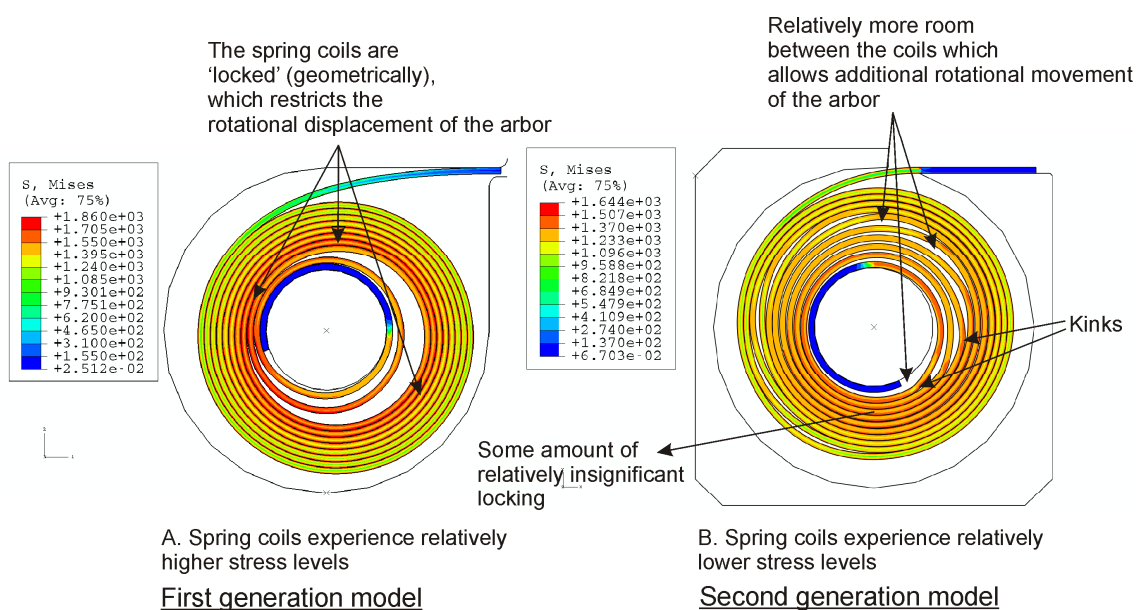 The spring coils are
‘locked’ (geometrically),
which restricts the
rotational displacement of the arbor
Relatively more room
between the coils which
allows additional rotational movement
of the arbor
S, Mises
(Avg: 75%)
+1.860e+03
+1.705e+03
+1.550e+03
+1.395e+03
+1.240e+03
+1.085e+03
+9.301e+02
+7.751e+02
+6.200e+02
+4.650e+02
+3.100e+02
+1.550e+02
+2.512e-02
S, Mises
(Avg: 75%)
+1.644e+03
+1.507e+03
+1.370e+03
+1.233e+03
+1.096e+03
+9.588e+02
+8.218e+02
+6.849e+02
+5.479e+02
+4.109e+02
+2.740e+02
+1.370e+02
+6.703e-02
Kinks
2
1
Some amount of
relatively insignificant
locking
A. Spring coils experience relatively
higher stress levels
First generation model
B. Spring coils experience relatively
lower stress levels
Second generation model